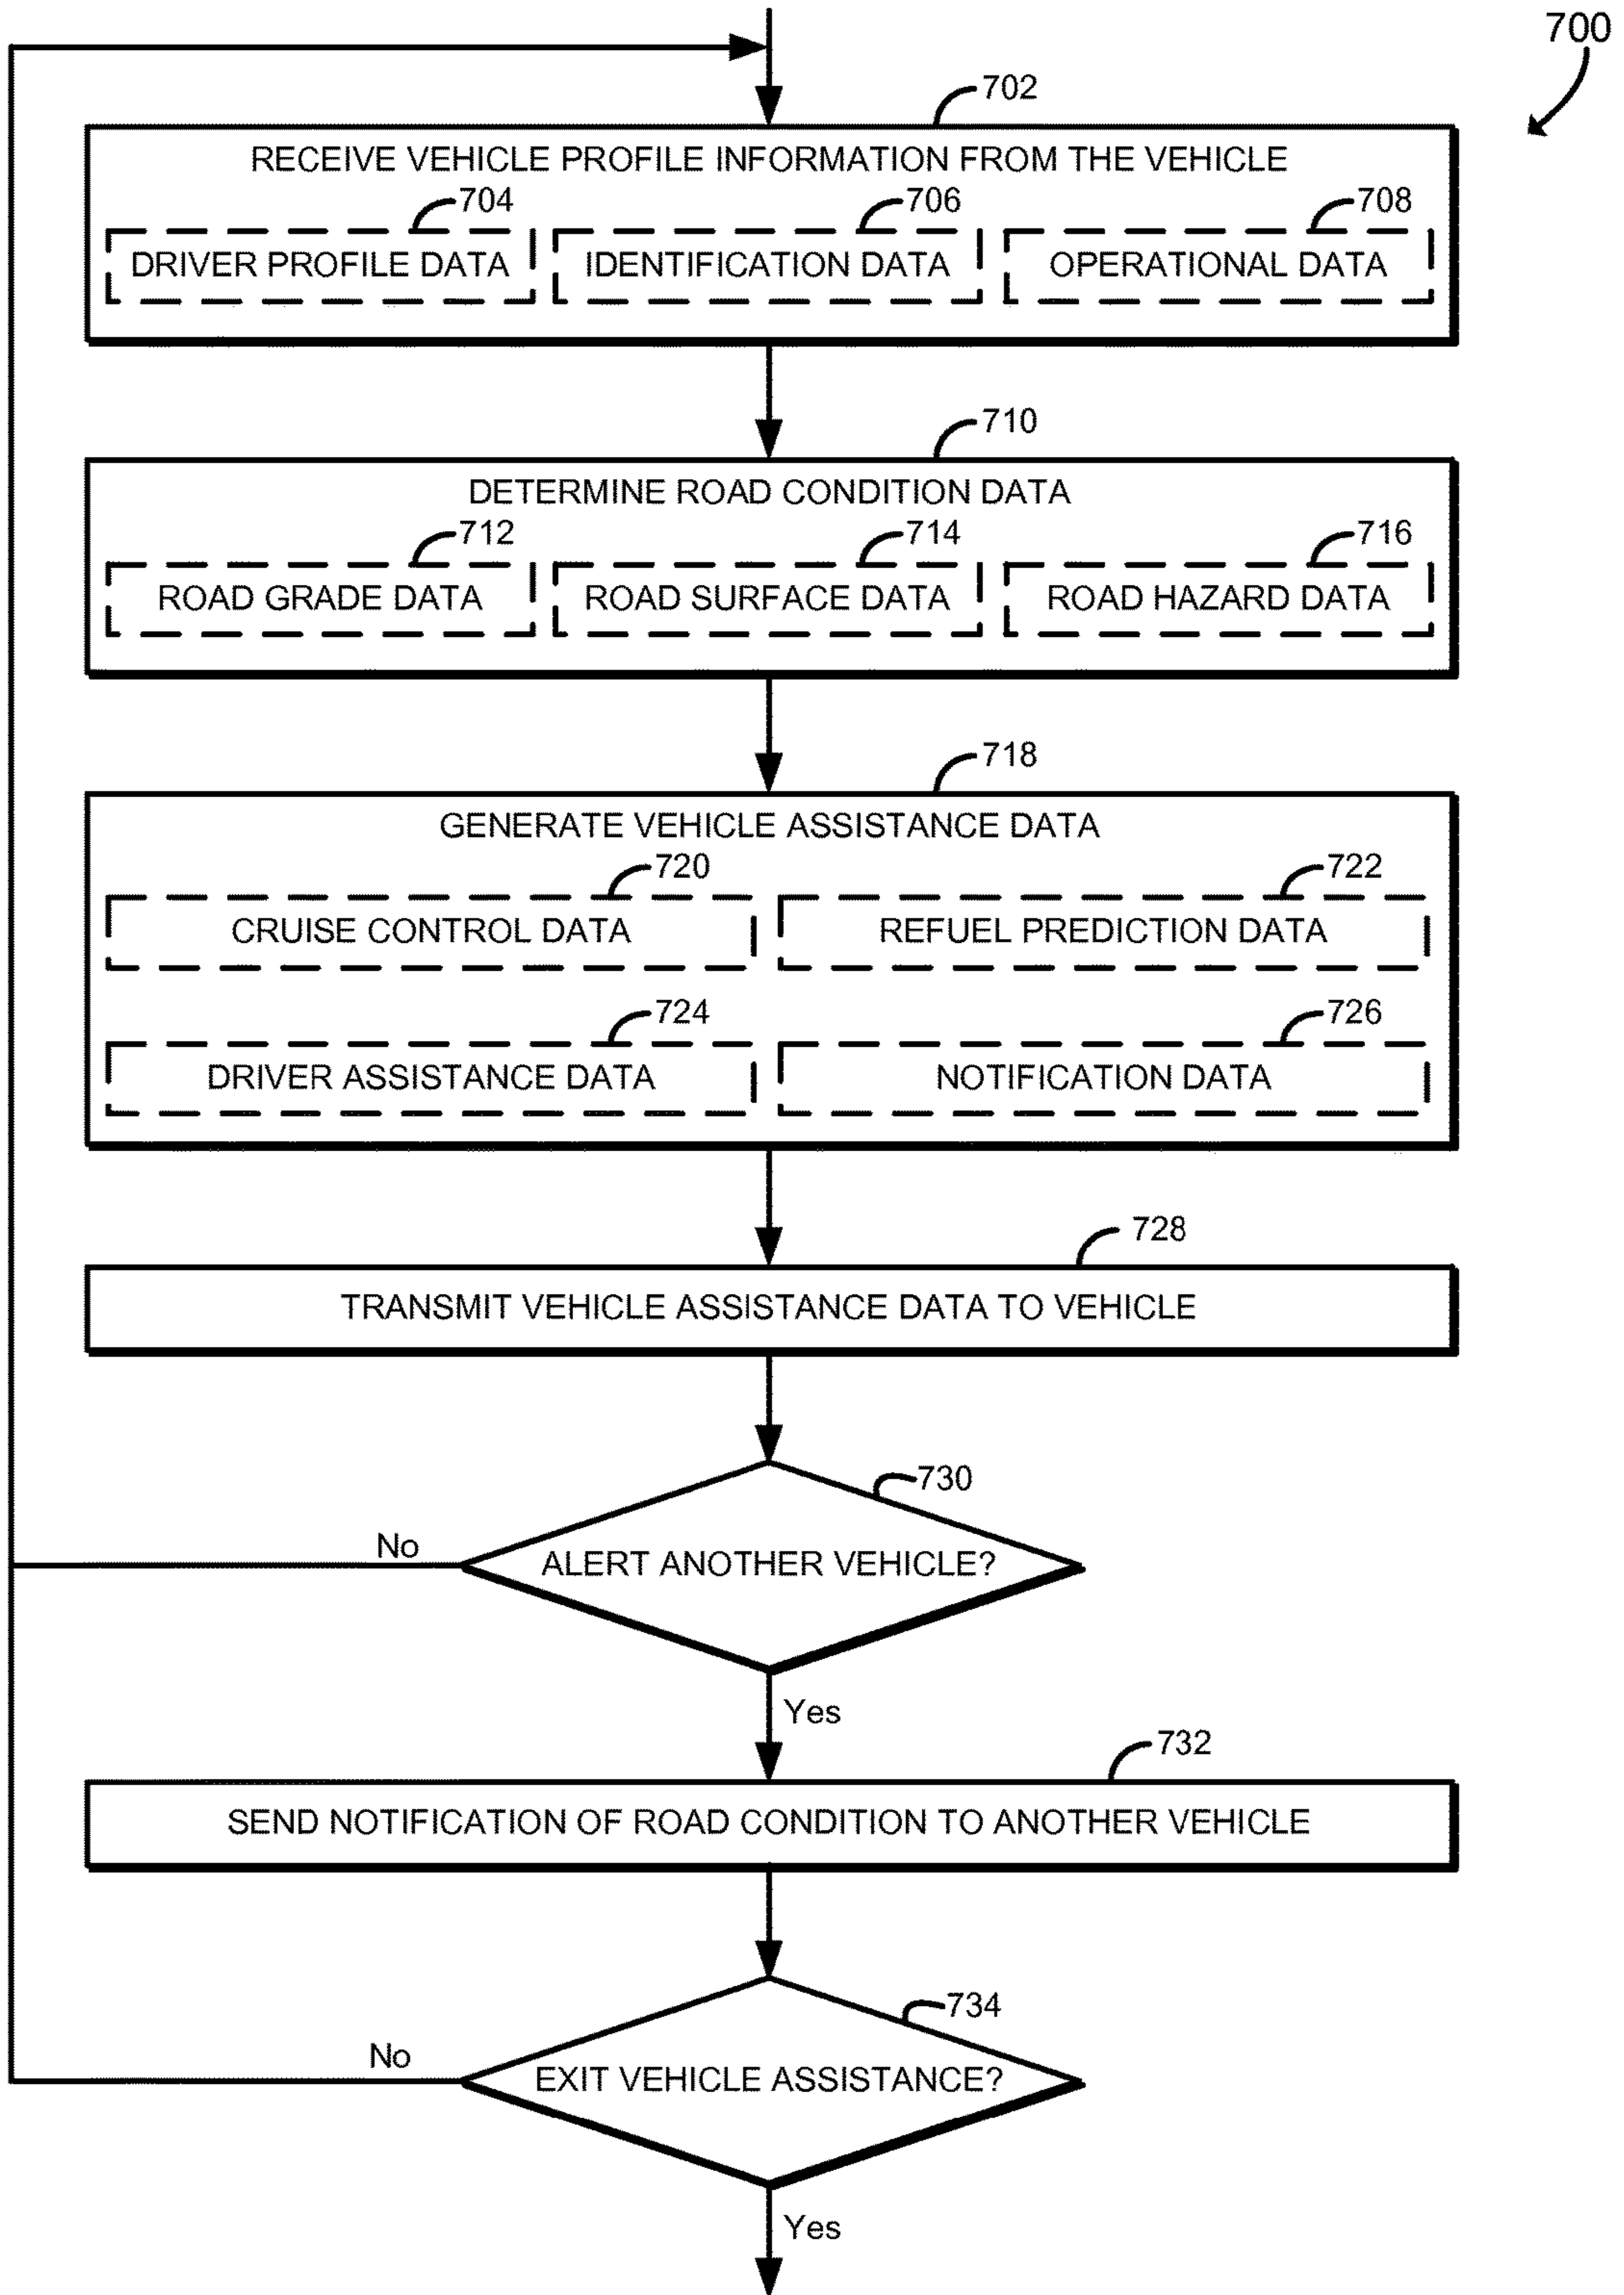 700
702
RECEIVE VEHICLE PROFILE INFORMATION FROM THE VEHICLE
704 706 708
DRIVER PROFILE DATA IDENTIFICATION DATA OPERATIONAL DATA
710
DETERMINE ROAD CONDITION DATA
712 714 716
ROAD GRADE DATA ROAD SURFACE DATA ROAD HAZARD DATA
718
GENERATE VEHICLE ASSISTANCE DATA
720 722
CRUISE CONTROL DATA REFUEL PREDICTION DATA
724 726
DRIVER ASSISTANCE DATA NOTIFICATION DATA
728
TRANSMIT VEHICLE ASSISTANCE DATA TO VEHICLE
730
No
ALERT ANOTHER VEHICLE?
Yes
732
SEND NOTIFICATION OF ROAD CONDITION TO ANOTHER VEHICLE
734
No
EXIT VEHICLE ASSISTANCE?
Yes